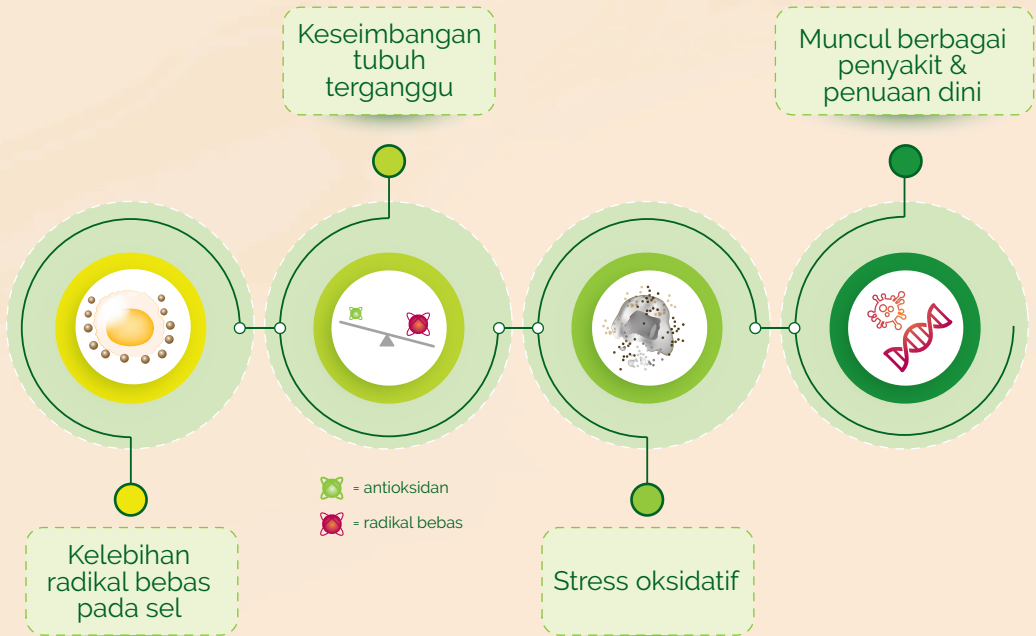 Keseimbangan
tubuh
terganggu
Muncul berbagai
penyakit &
penuaan dini
= antioksidan
= radikal bebas
Kelebihan
radikal bebas
pada sel
Stress oksidatif